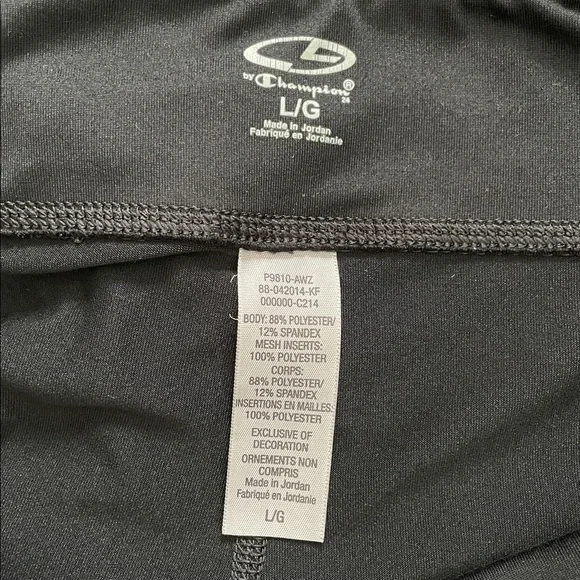 C9
BY Champion®
24
L/G
Made in Jordan
Fabriqué en Jordanie
P9810-AWZ
88-042014-KF
000000-C214
BODY: 88% POLYESTER/
12% SPANDEX
MESH INSERTS:
100% POLYESTER
CORPS:
88% POLYESTER/
12% SPANDEX
INSERTIONS EN MAILLES:
100% POLYESTER
EXCLUSIVE OF
DECORATION
ORNEMENTS NON
COMPRIS
Made in Jordan
Fabriqué en Jordanie
L/G